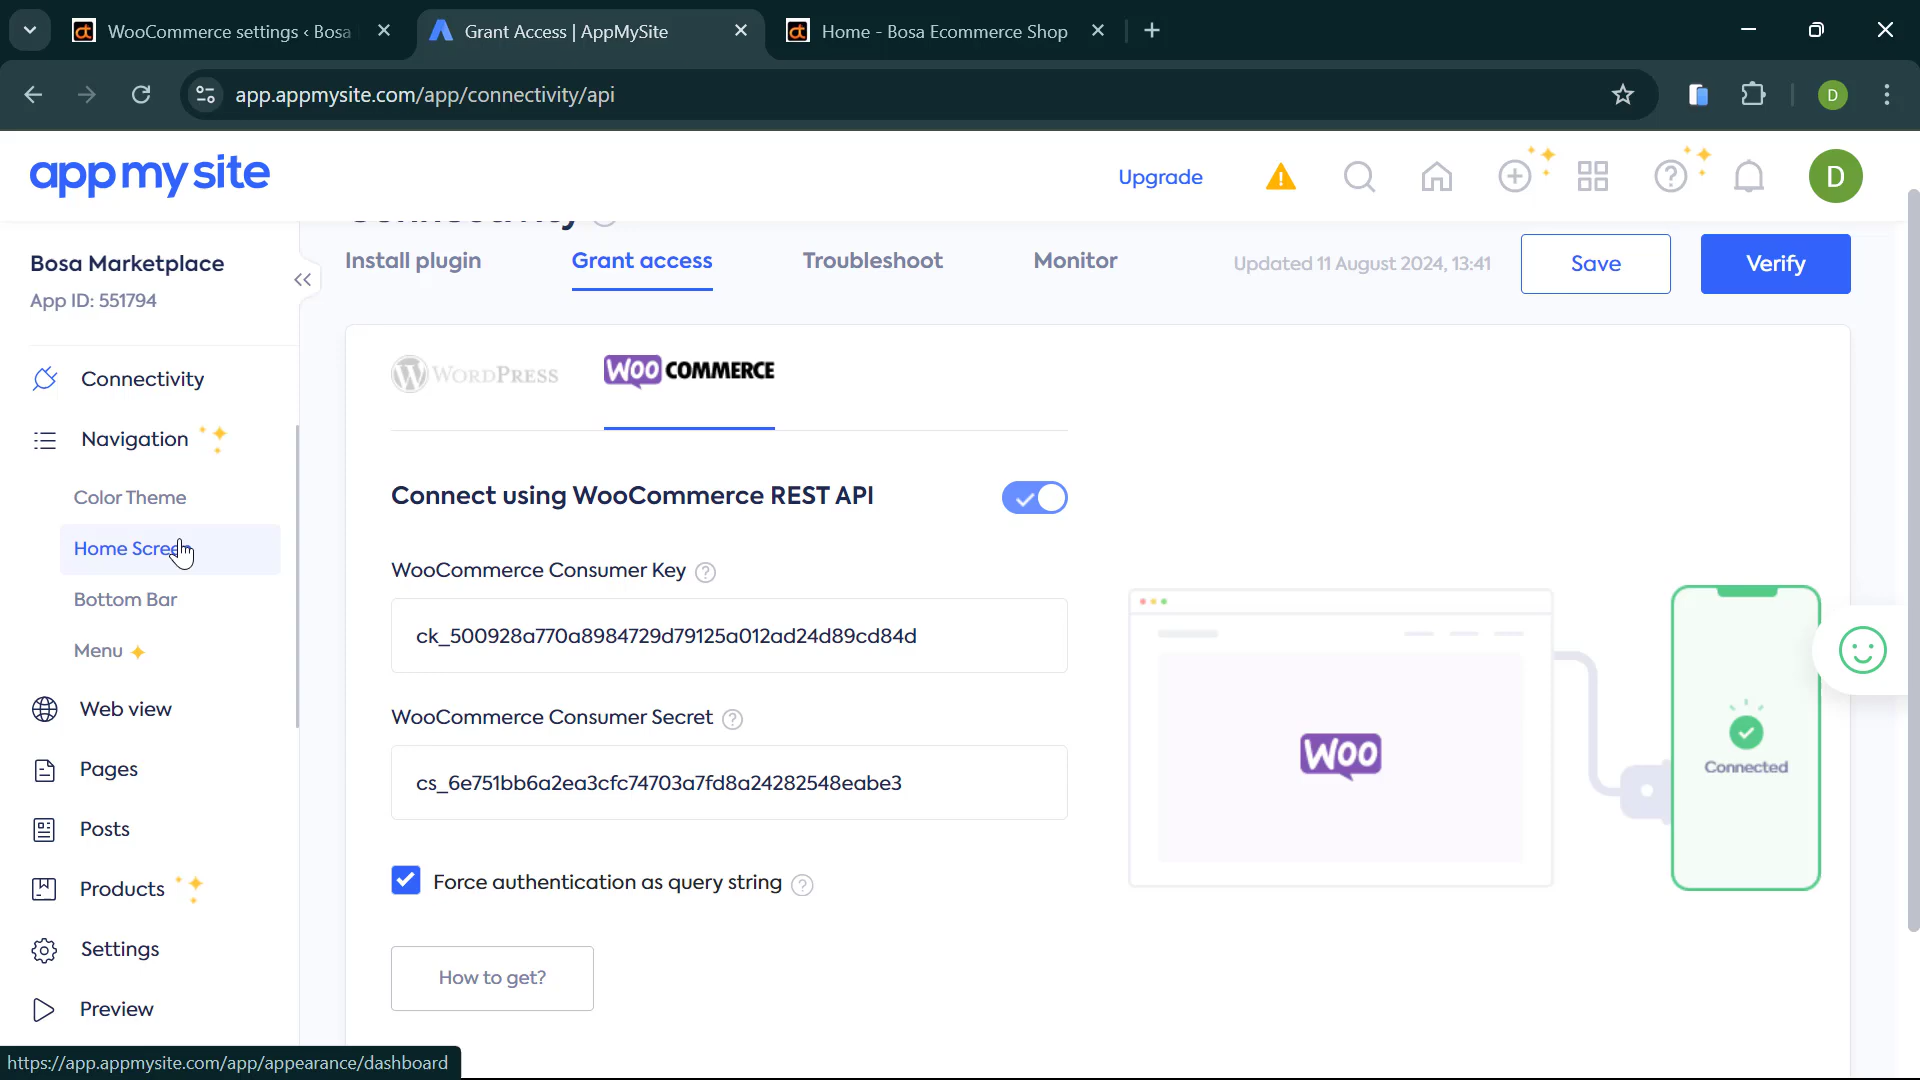 WooCommerce settings ‹ Bosa
Grant Access | AppMySite
Home - Bosa Ecommerce Shop
app.appmysite.com/app/connectivity/api
D
appmysite
Upgrade
D
Bosa Marketplace
App ID: 551794
Connectivity
Install plugin
Grant access
Troubleshoot
Monitor
Updated 11 August 2024, 13:41
Save
Verify
Connectivity
Navigation
Color Theme
Home Screen
Bottom Bar
Menu
Web view
Pages
Posts
Products
Settings
Preview
WORDPRESS
WOO COMMERCE
Connect using WooCommerce REST API
WooCommerce Consumer Key
ck_500928a770a8984729d79125a012ad24d89cd84d
WooCommerce Consumer Secret
cs_6e751bb6a2ea3cfc74703a7fd8a24282548eabe3
Force authentication as query string
How to get?
WOO
Connected
https://app.appmysite.com/app/appearance/dashboard